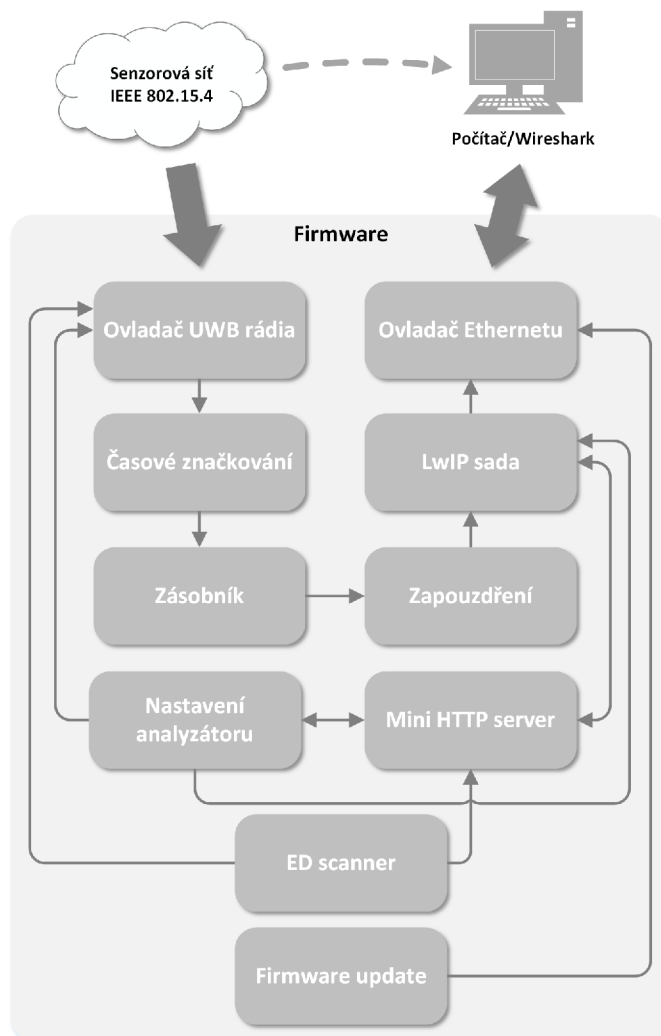 Senzorová síť
IEEE 802.15.4
Počítač/Wireshark
Firmware
Ovladač UWB rádia
Ovladač Ethernetu
Časové značkování
LwIP sada
Zásobník
Zapouzdření
Nastavení
analyzátoru
Mini HTTP server
ED scanner
Firmware update